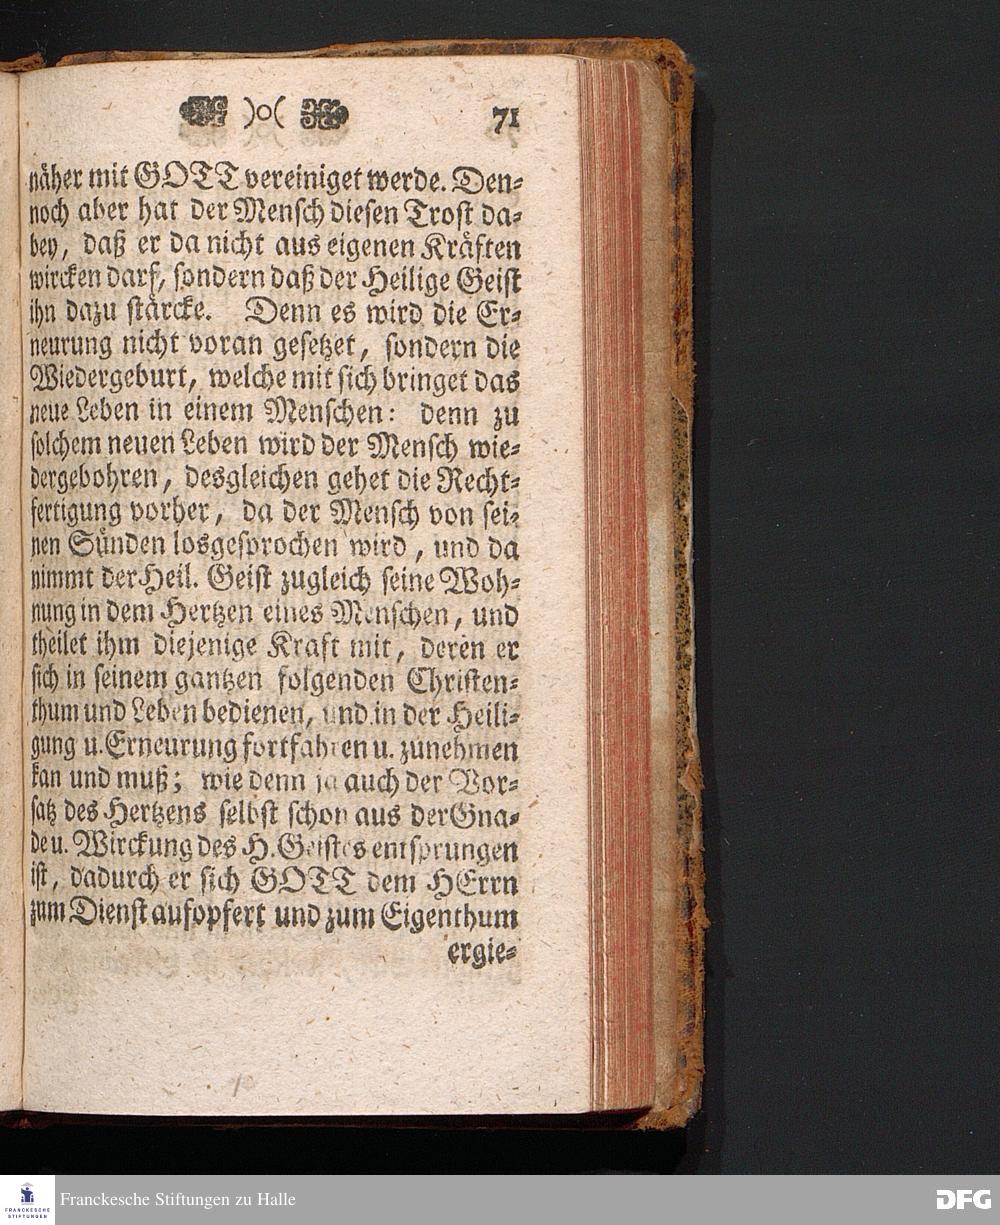 )o( 71
näher mit GOTT vereiniget werde. Den-
noch aber hat der Mensch diesen Trost da-
bey, daß er da nicht aus eigenen Kräften
wircken darf, sondern daß der Heilige Geist
ihn dazu stärcke. Denn es wird die Er-
neurung nicht voran gesetzet, sondern die
Wiedergeburt, welche mit sich bringet das
neue Leben in einem Menschen: denn zu
solchem neuen Leben wird der Mensch wie-
dergebohren, desgleichen gehet die Recht-
fertigung vorher, da der Mensch von sei-
nen Sünden losgesprochen wird, und da
nimmt der Heil. Geist zugleich seine Woh-
nung in dem Hertzen eines Menschen, und
theilet ihm diejenige Kraft mit, deren er
sich in seinem gantzen folgenden Christen-
thum und Leben bedienen, und in der Heili-
gung u. Erneurung fortfahren u. zunehmen
kan und muß; wie denn ja auch der Vor-
satz des Hertzens selbst schon aus der Gna-
de u. Wirckung des H. Geistes entsprungen
ist, dadurch er sich GOTT dem HErrn
zum Dienst aufopfert und zum Eigenthum
ergie-
FRANCKESCHE
STIFTUNGEN
Franckesche Stiftungen zu Halle
DFG